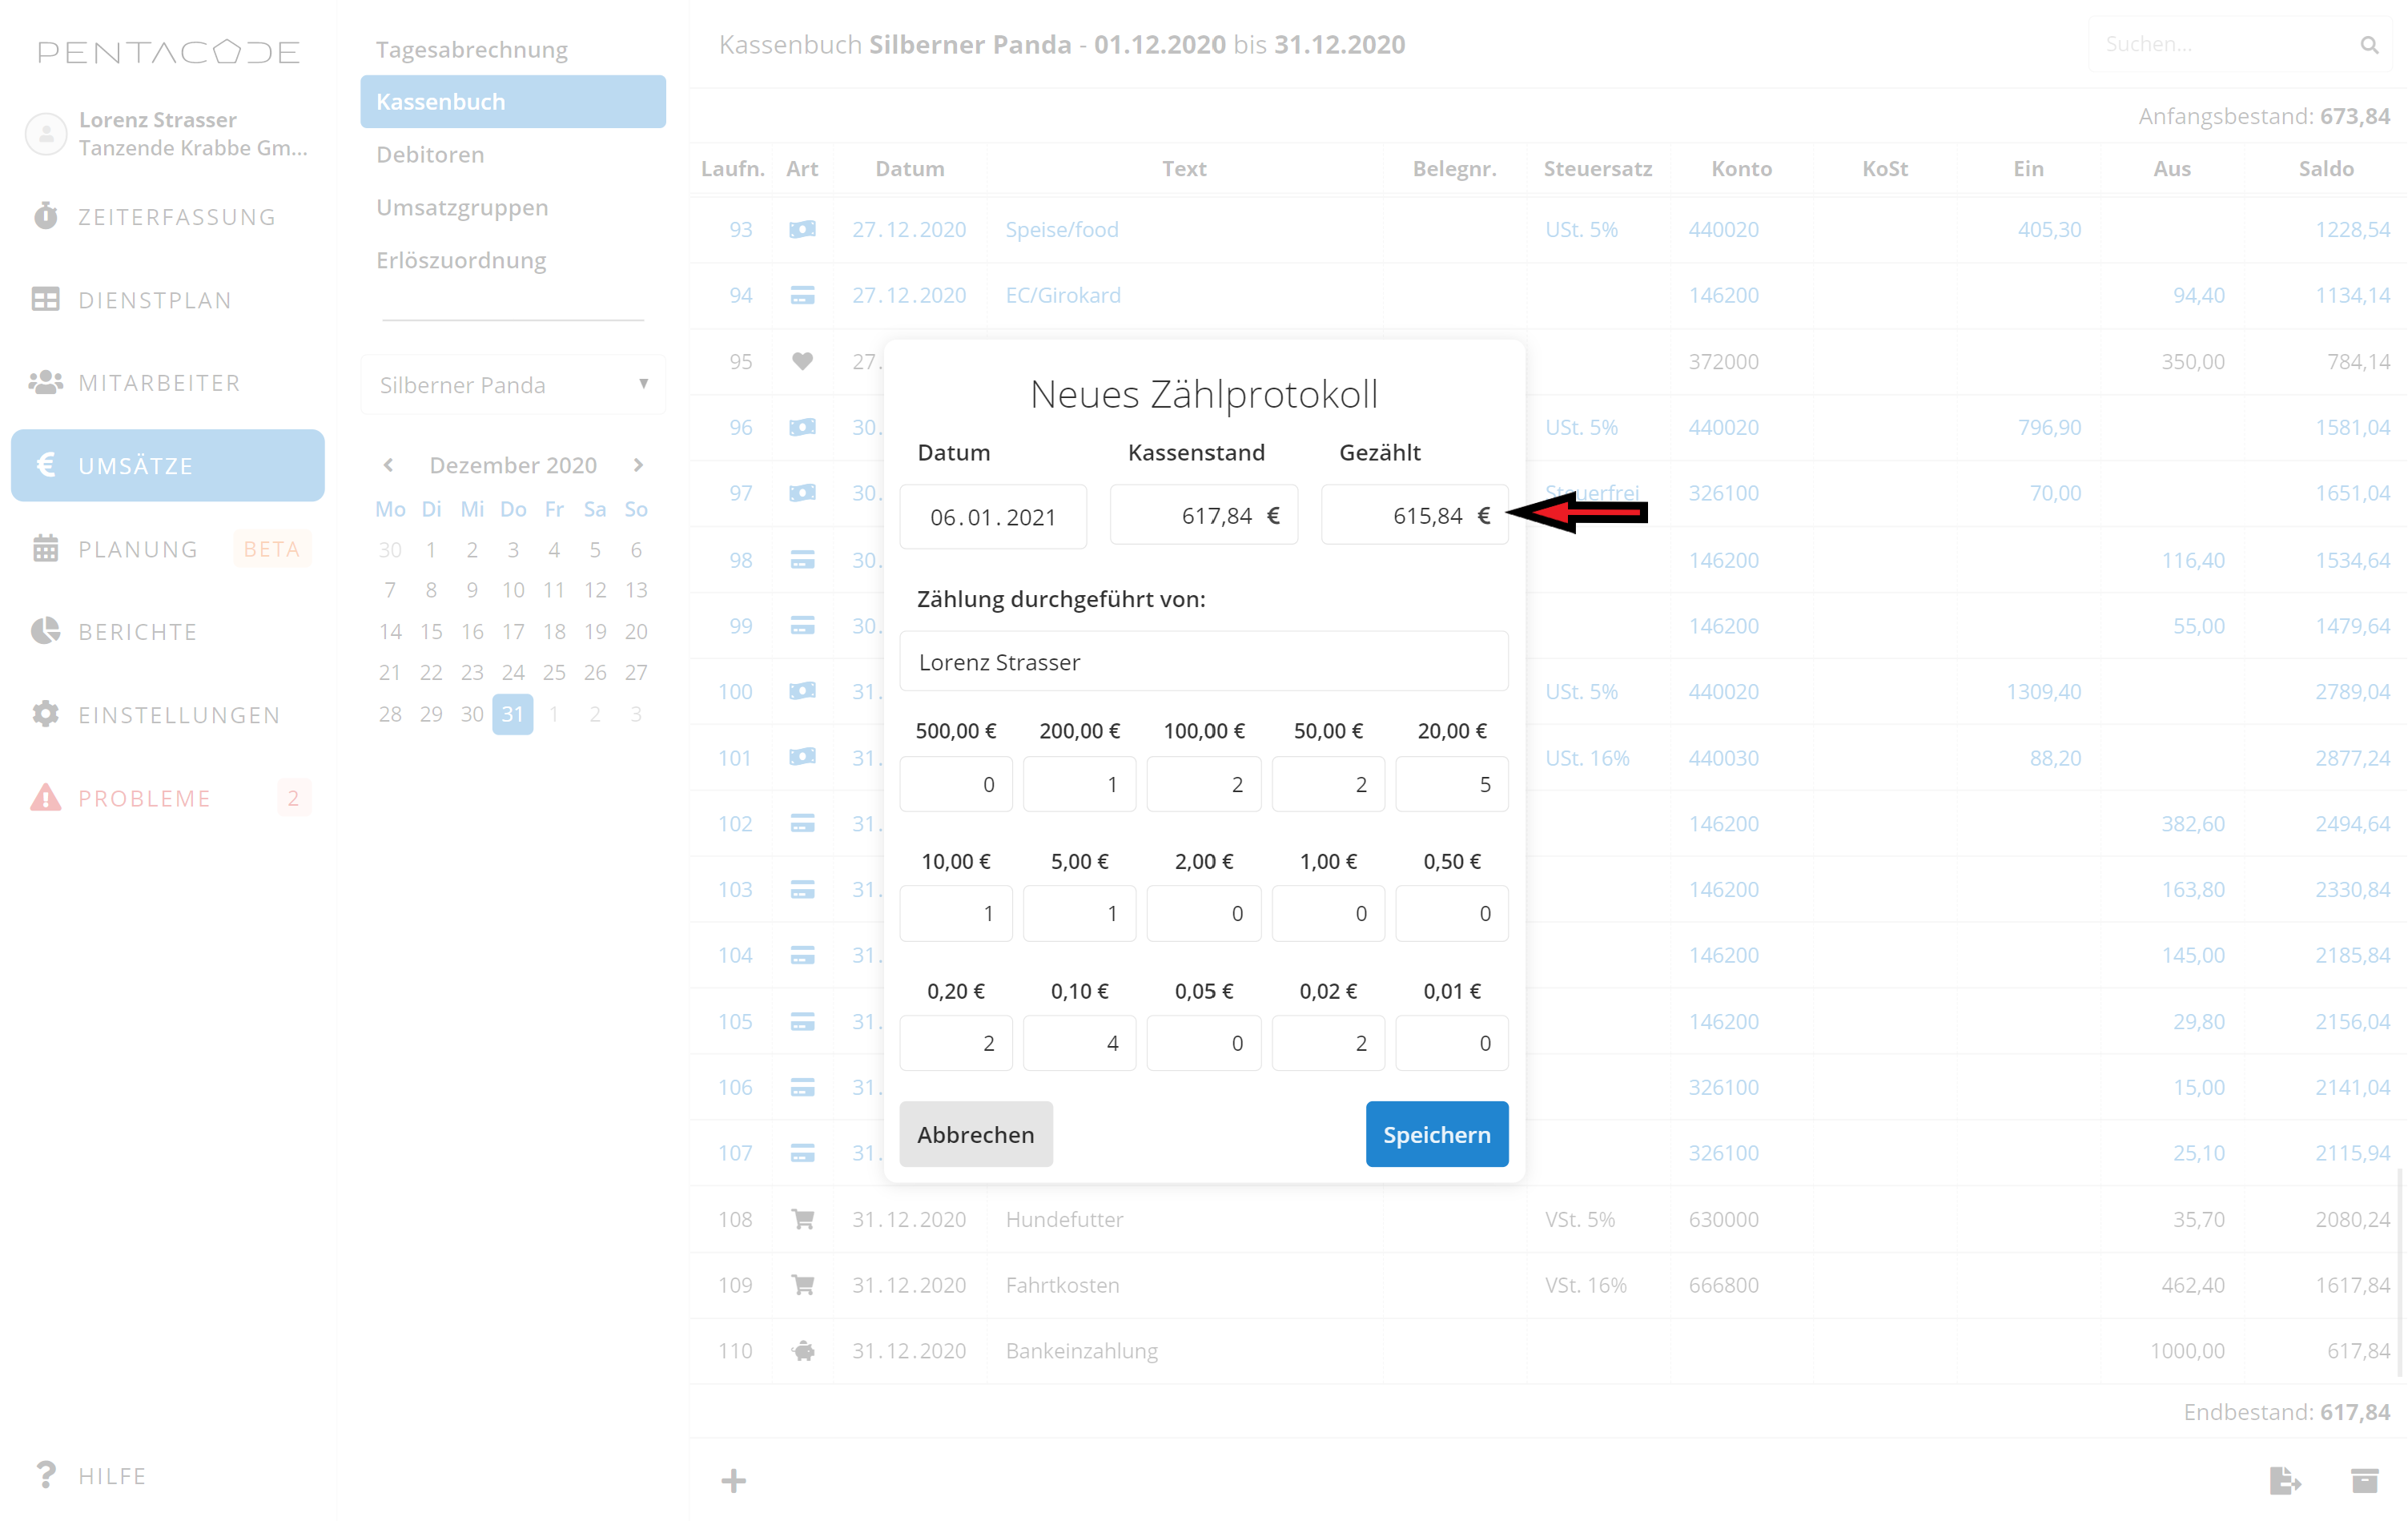 PENTACODE
Lorenz Strasser
Tanzende Krabbe Gm...
ZEITERFASSUNG
DIENSTPLAN
MITARBEITER
UMSÄTZE
PLANUNG BETA
BERICHTE
EINSTELLUNGEN
PROBLEME 2
HILFE
Tagesabrechnung
Kassenbuch
Debitoren
Umsatzgruppen
Erlöszuordnung
Silberner Panda
Dezember 2020
Mo Di Mi Do Fr Sa So
30 1 2 3 4 5 6
7 8 9 10 11 12 13
14 15 16 17 18 19 20
21 22 23 24 25 26 27
28 29 30 31 1 2 3
Kassenbuch Silberner Panda - 01.12.2020 bis 31.12.2020
Suchen...
Anfangsbestand: 673,84
Laufn. Art Datum Text Belegnr. Steuersatz Konto KoSt Ein Aus Saldo
93 27.12.2020 Speise/food USt. 5% 440020 405,30 1228,54
94 27.12.2020 EC/Girokard 146200 94,40 1134,14
95 27. 372000 350,00 784,14
96 30. USt. 5% 440020 796,90 1581,04
97 30. Steuerfrei 326100 70,00 1651,04
98 30. 146200 116,40 1534,64
99 30. 146200 55,00 1479,64
100 31. USt. 5% 440020 1309,40 2789,04
101 31. USt. 16% 440030 88,20 2877,24
102 31. 146200 382,60 2494,64
103 31. 146200 163,80 2330,84
104 31. 146200 145,00 2185,84
105 31. 146200 29,80 2156,04
106 31. 326100 15,00 2141,04
107 31. 326100 25,10 2115,94
108 31.12.2020 Hundefutter VSt. 5% 630000 35,70 2080,24
109 31.12.2020 Fahrtkosten VSt. 16% 666800 462,40 1617,84
110 31.12.2020 Bankeinzahlung 1000,00 617,84
Endbestand: 617,84
Neues Zählprotokoll
Datum Kassenstand Gezählt
06.01.2021 617,84 € 615,84 €
Zählung durchgeführt von:
Lorenz Strasser
500,00 € 200,00 € 100,00 € 50,00 € 20,00 €
0 1 2 2 5
10,00 € 5,00 € 2,00 € 1,00 € 0,50 €
1 1 0 0 0
0,20 € 0,10 € 0,05 € 0,02 € 0,01 €
2 4 0 2 0
Abbrechen Speichern